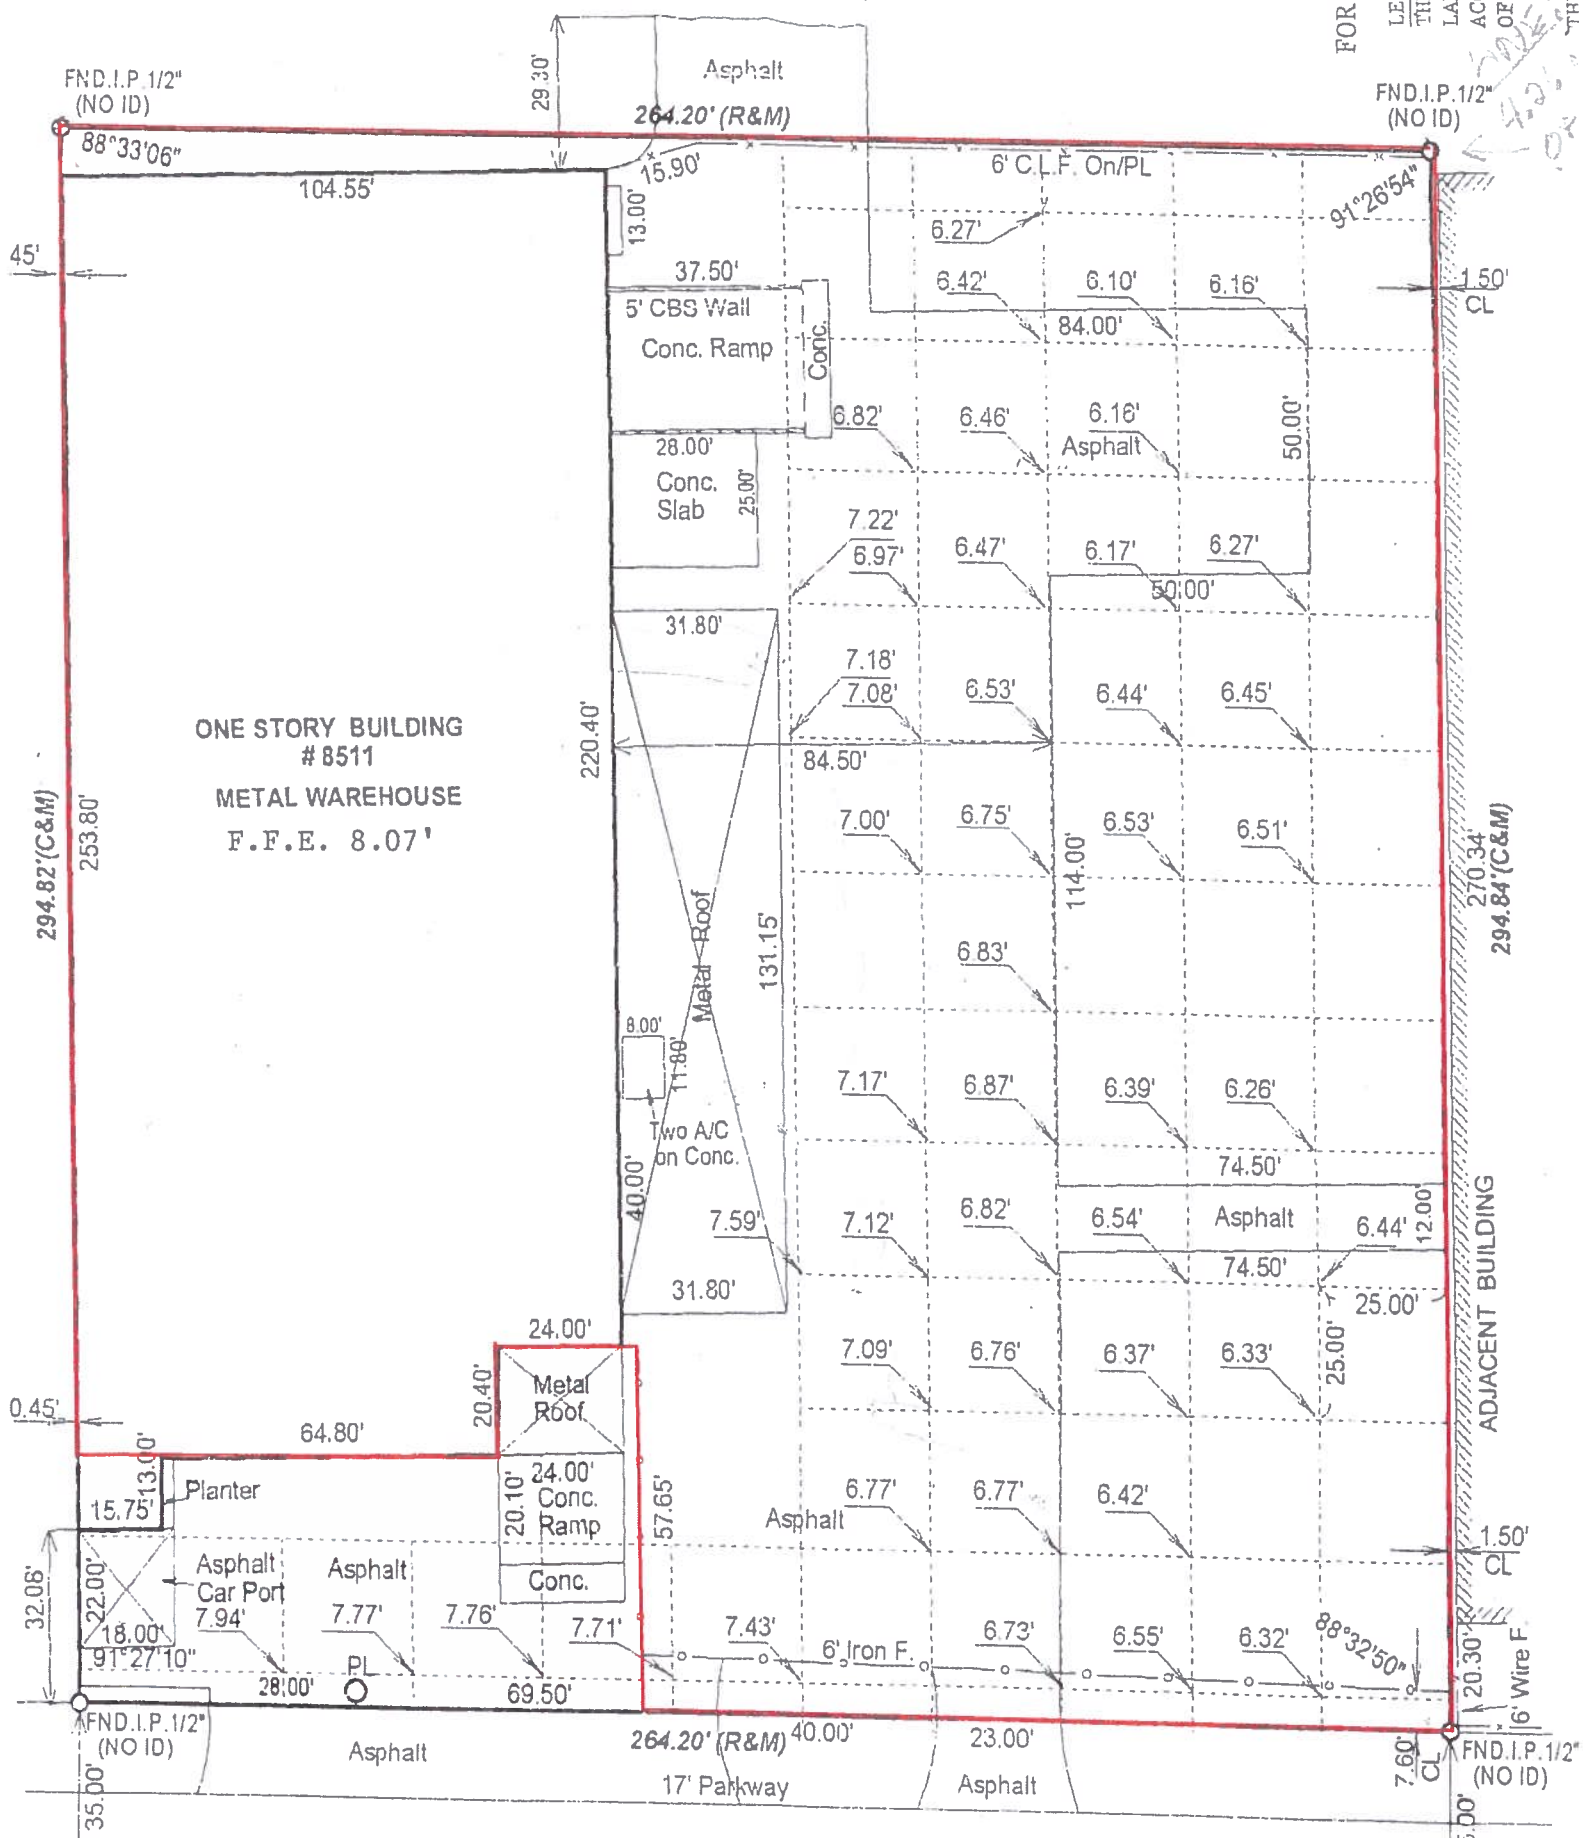 FOR
LE
TH
LA
AC
OF
TH
FND.I.P.1/2"
(NO ID)
29.30'
Asphalt
264.20' (R&M)
FND.I.P.1/2"
(NO ID)
88°33'06"
104.55'
15.90'
6' C.L.F. On/PL
91°26'54"
13.00'
6.27'
45'
37.50'
6.42'
6.10'
6.16'
1.50'
CL
5' CBS Wall
Conc. Ramp
Conc.
84.00'
6.82'
6.46'
6.16'
Asphalt
50.00'
28.00'
Conc.
Slab
25.00'
7.22'
6.97'
6.47'
6.17'
6.27'
50.00'
31.80'
7.18'
7.08'
6.53'
6.44'
6.45'
ONE STORY BUILDING
# 8511
METAL WAREHOUSE
F.F.E. 8.07'
220.40'
84.50'
294.82'(C&M)
253.80'
7.00'
6.75'
6.53'
6.51'
114.00'
270.34'
294.84'(C&M)
Metal Roof
131.15'
6.83'
8.00'
11.80'
Two A/C
on Conc.
7.17'
6.87'
6.39'
6.26'
74.50'
40.00'
7.59'
7.12'
6.82'
6.54'
Asphalt
6.44'
12.00'
74.50'
ADJACENT BUILDING
31.80'
25.00'
24.00'
20.40'
Metal
Roof
7.09'
6.76'
6.37'
6.33'
25.00'
0.45'
64.80'
13.00'
Planter
15.75'
24.00'
20.10'
Conc.
Ramp
57.65'
6.77'
6.77'
6.42'
Asphalt
1.50'
CL
32.06'
22.00'
Asphalt
Car Port
Asphalt
Conc.
18.00'
7.94'
7.77'
7.76'
7.71'
7.43'
6' Iron F.
6.73'
6.55'
6.32'
88°32'50"
91°27'10"
PL
28.00'
69.50'
20.30'
6' Wire F
FND.I.P.1/2"
(NO ID)
264.20' (R&M)
40.00'
23.00'
7.60'
CL
FND.I.P.1/2"
(NO ID)
Asphalt
17' Parkway
Asphalt
35.00'
5.00'